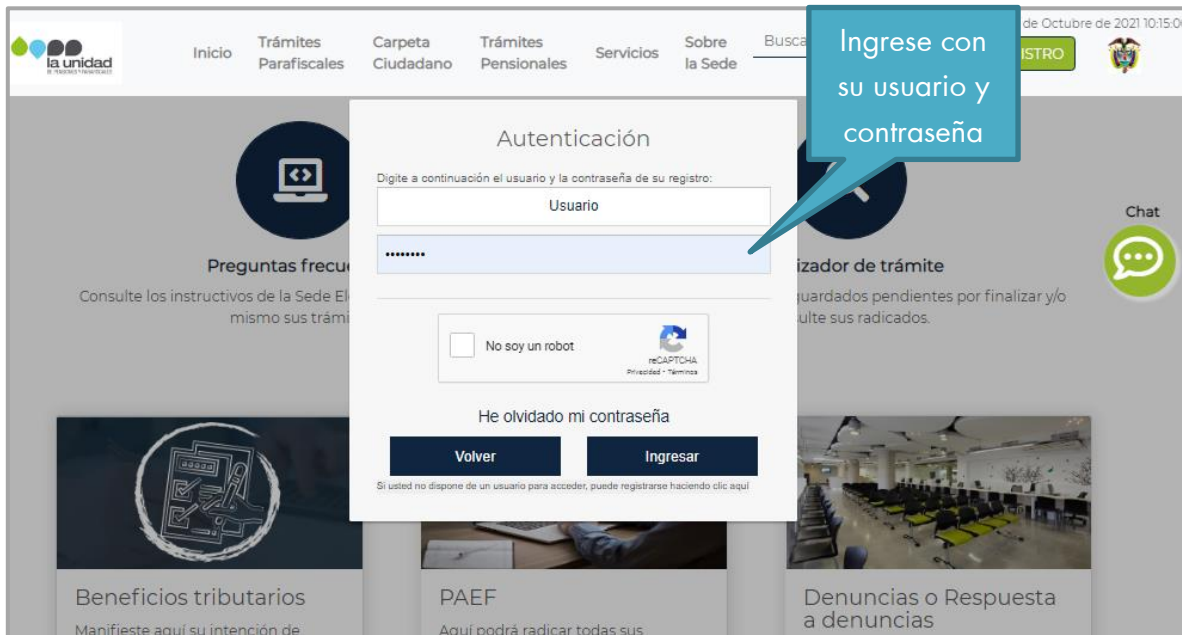 la unidad
Inicio
Trámites
Parafiscales
Carpeta
Ciudadano
Trámites
Pensionales
Servicios
Sobre
la Sede
Busca
de Octubre de 2021 10:15:0
ISTRO
Ingrese con
su usuario y
contraseña
Autenticación
Digite a continuación el usuario y la contraseña de su registro:
Usuario
••••••••
No soy un robot
reCAPTCHA
Privacidad - Términos
He olvidado mi contraseña
Volver
Ingresar
Si usted no dispone de un usuario para acceder, puede registrarse haciendo clic aquí
Chat
Preguntas frecu
Consulte los instructivos de la Sede El
mismo sus trámi
izador de trámite
guardados pendientes por finalizar y/o
sulte sus radicados.
Beneficios tributarios
Manifieste aquí su intención de
PAEF
Aquí podrá radicar todas sus
Denuncias o Respuesta
a denuncias